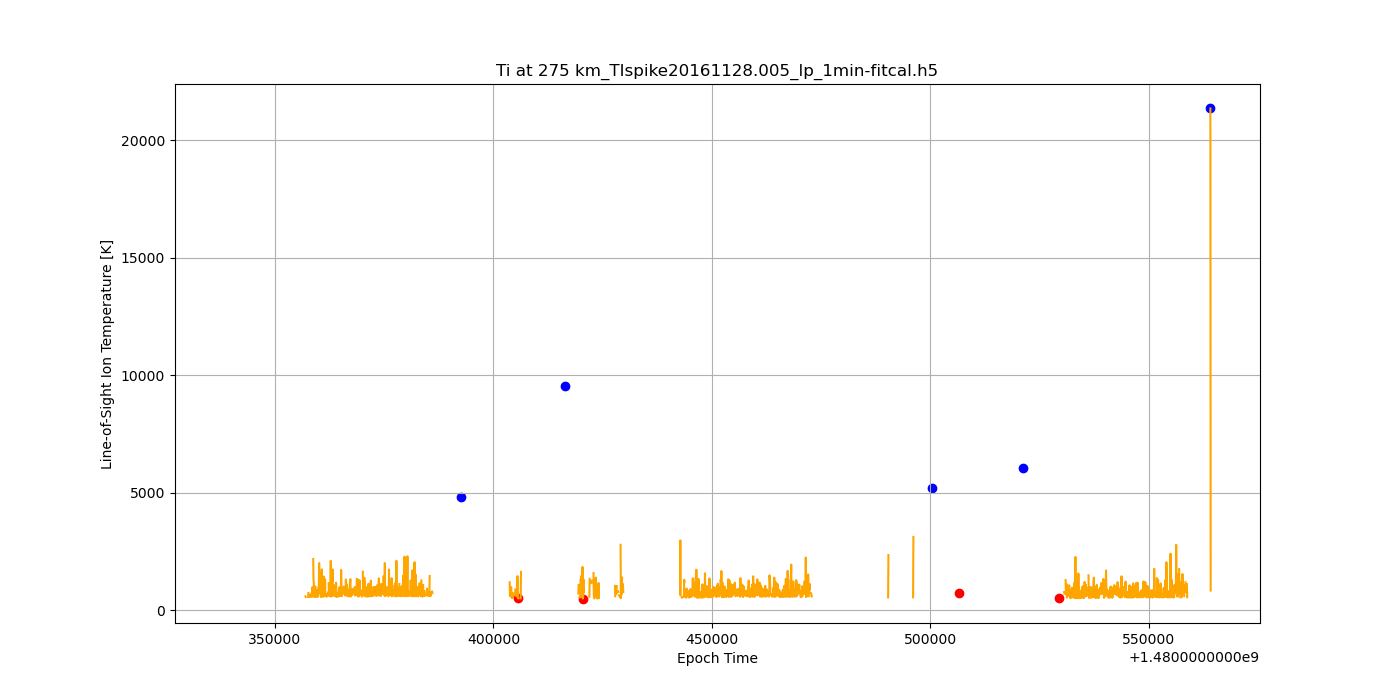 Ti at 275 km_TIspike20161128.005_lp_1min-fitcal.h5
Line-of-Sight Ion Temperature [K]
20000
15000
10000
5000
0
350000
400000
450000
500000
550000
Epoch Time
+1.4800000000e9